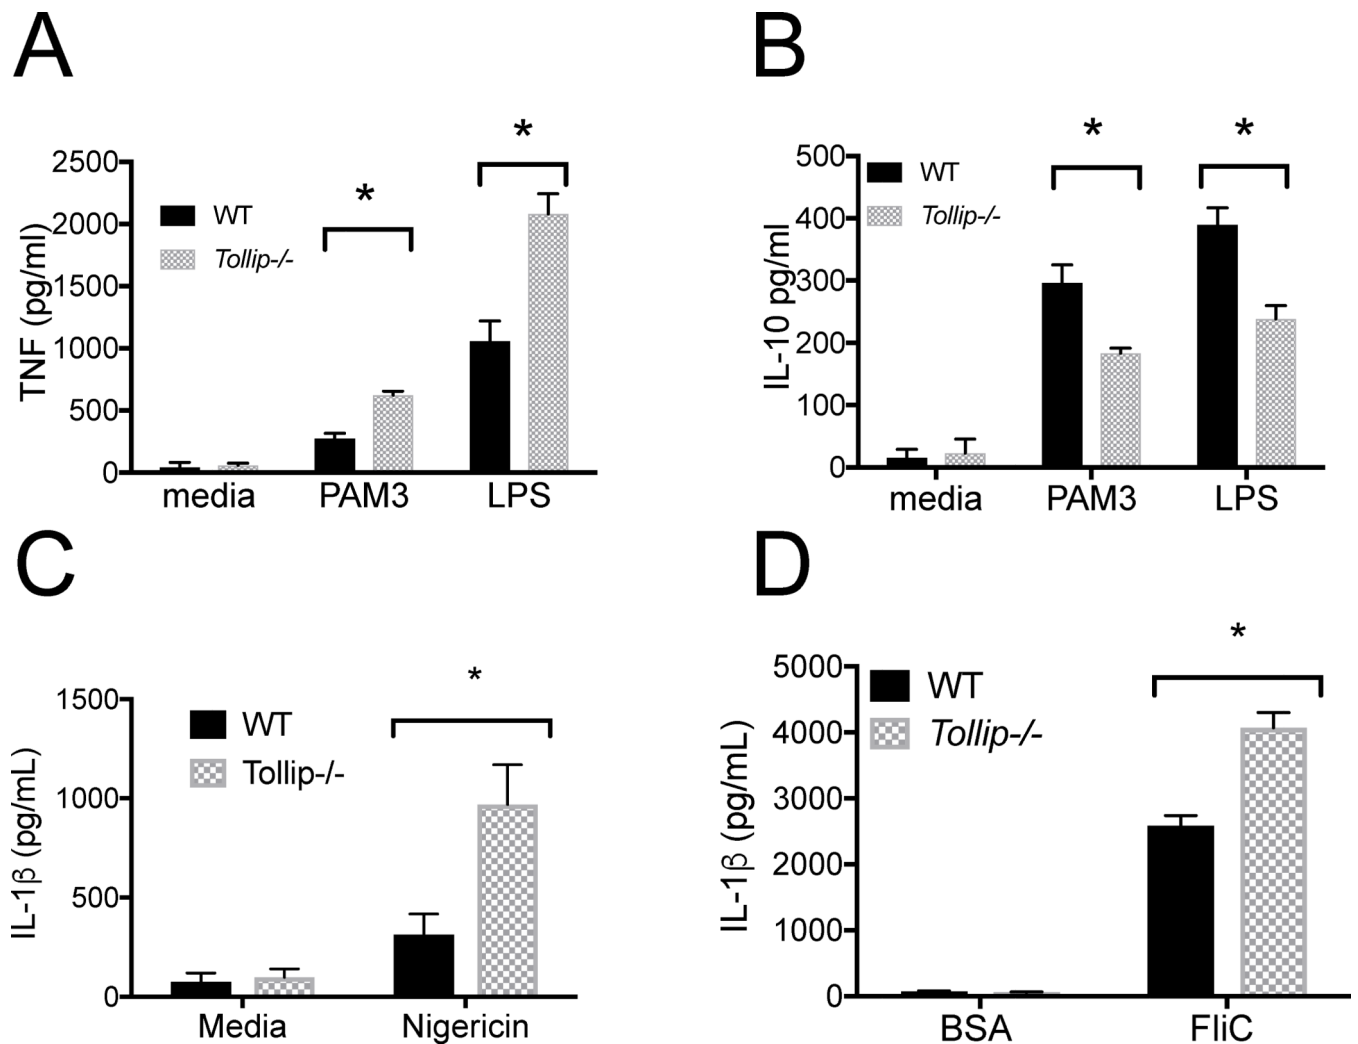 A
TNF (pg/ml)
2500
2000
1500
1000
500
0
WT
Tollip-/-
*
*
media PAM3 LPS
B
IL-10 pg/ml
500
400
300
200
100
0
WT
Tollip-/-
* *
media PAM3 LPS
C
IL-1β (pg/mL)
1500
1000
500
0
WT
Tollip-/-
*
Media Nigericin
D
IL-1β (pg/mL)
5000
4000
3000
2000
1000
0
WT
Tollip-/-
*
BSA FliC